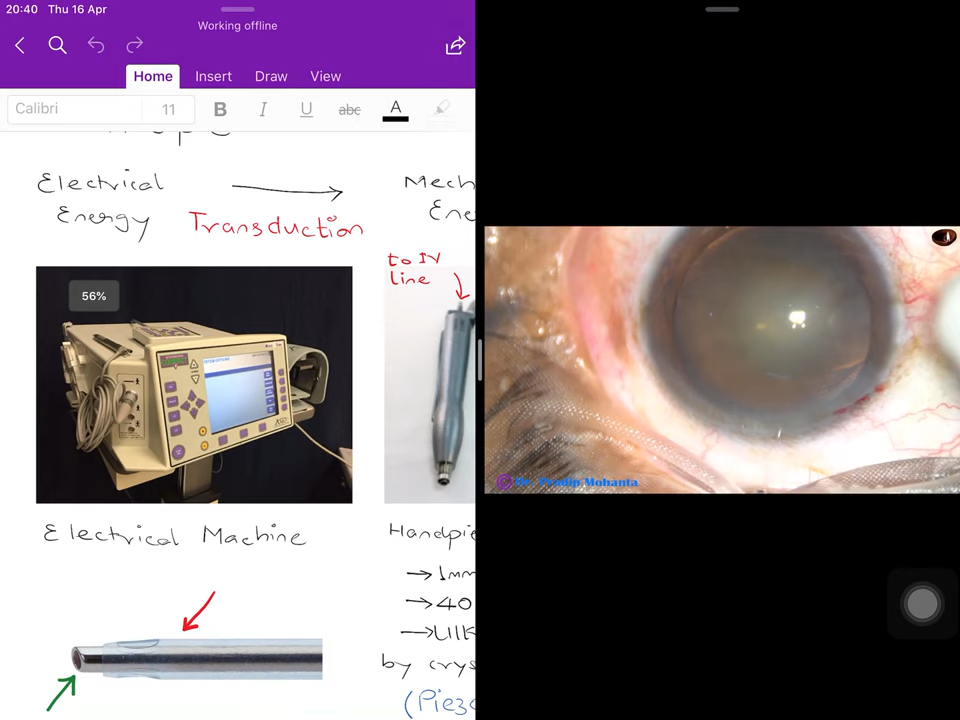 20:40 Thu 16 Apr
Working offline
Home Insert Draw View
Calibri 11 B I U abc A
Electrical
Energy
Transduction
to IV
line
56%
© Dr. Pradip Mohanta
Electrical Machine
by